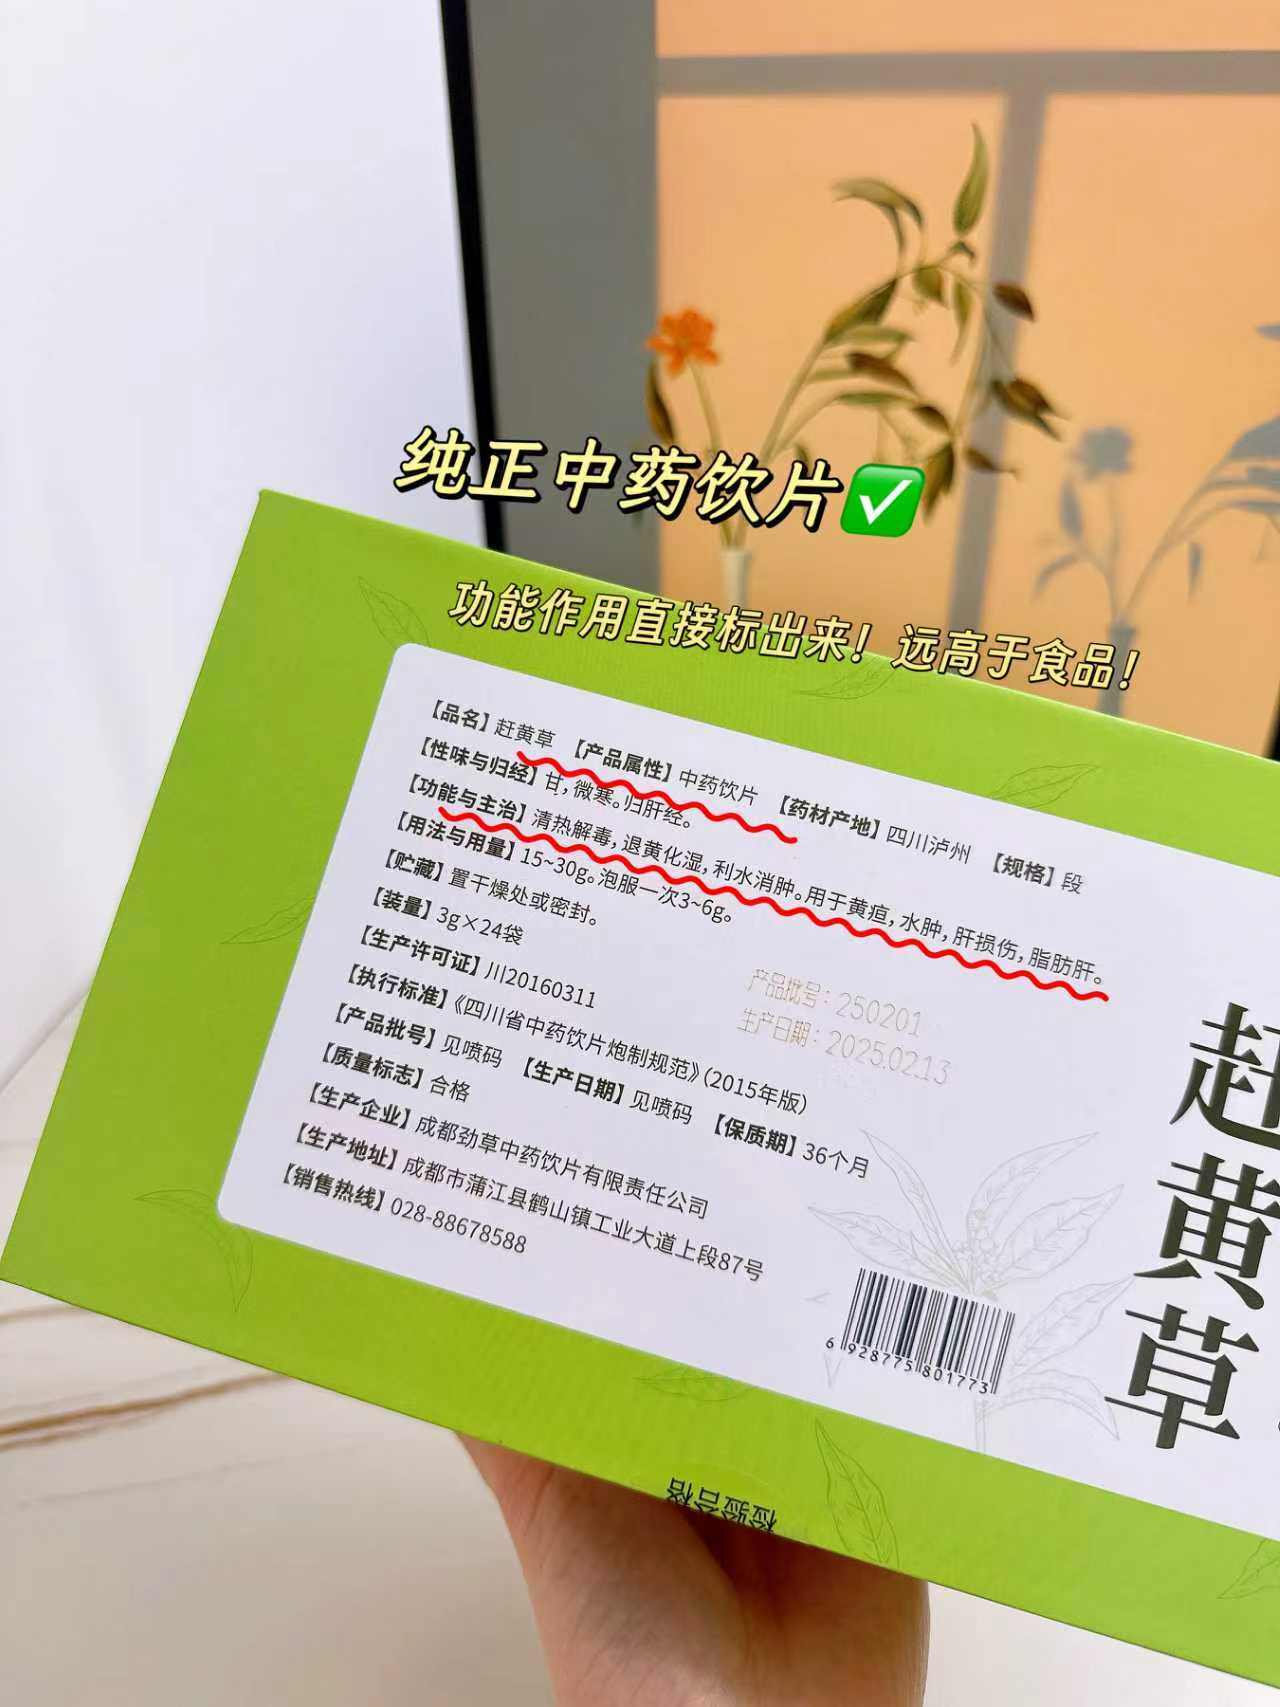 纯正中药饮片✅
功能作用直接标出来！远高于食品！
【品名】赶黄草 【产品属性】中药饮片 【药材产地】四川泸州 【规格】段
【性味与归经】甘，微寒。归肝经。
【功能与主治】清热解毒，退黄化湿，利水消肿。用于黄疸，水肿，肝损伤，脂肪肝。
【用法与用量】15~30g。泡服一次3~6g。
【贮藏】置干燥处或密封。
【装量】3g×24袋
【生产许可证】川20160311
【执行标准】《四川省中药饮片炮制规范》（2015年版）
【产品批号】见喷码 【生产日期】见喷码 【保质期】36个月
【质量标志】合格
【生产企业】成都劲草中药饮片有限责任公司
【生产地址】成都市蒲江县鹤山镇工业大道上段87号
【销售热线】028-88678588
产品批号：250201
生产日期：2025.02.13
6 928775 801773
赶黄草
检验合格